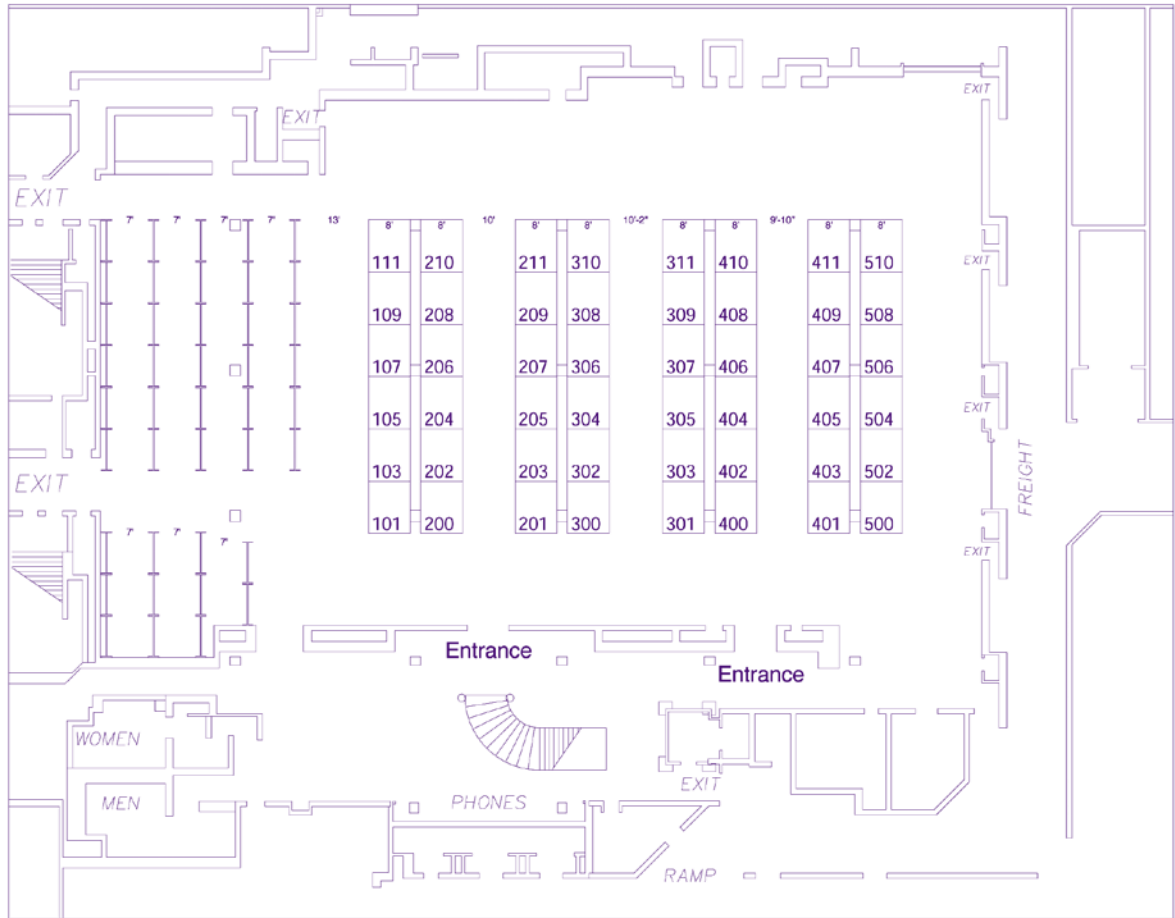 EXIT
EXIT
EXIT
7' 7' 7' 7' 13' 8' 8' 10' 8' 8' 10'-2" 8' 8' 9'-10" 8' 8'
111 210 211 310 311 410 411 510
EXIT
109 208 209 308 309 408 409 508
107 206 207 306 307 406 407 506
EXIT
105 204 205 304 305 404 405 504
103 202 203 302 303 402 403 502
FREIGHT
EXIT
101 200 201 300 301 400 401 500
7' 7'
7'
EXIT
Entrance
Entrance
WOMEN
EXIT
MEN
PHONES
RAMP